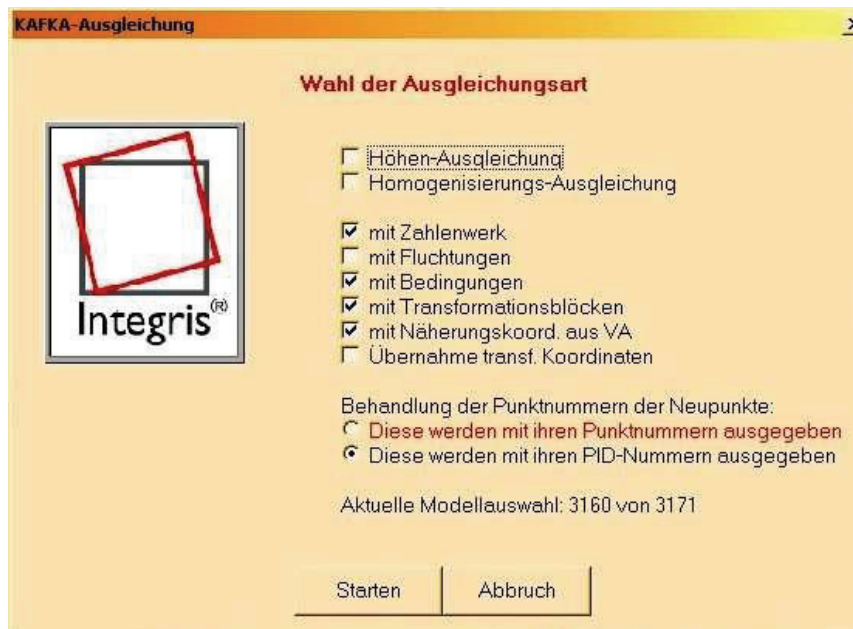 KAFKA-Ausgleichung
Wahl der Ausgleichungsart
Höhen-Ausgleichung
Homogenisierungs-Ausgleichung
mit Zahlenwerk
mit Fluchtungen
mit Bedingungen
mit Transformationsblöcken
mit Näherungskoord. aus VA
Übernahme transf. Koordinaten
Integris(R)
Behandlung der Punktnummern der Neupunkte:
Diese werden mit ihren Punktnummern ausgegeben
Diese werden mit ihren PID-Nummern ausgegeben
Aktuelle Modellauswahl: 3160 von 3171
Starten
Abbruch